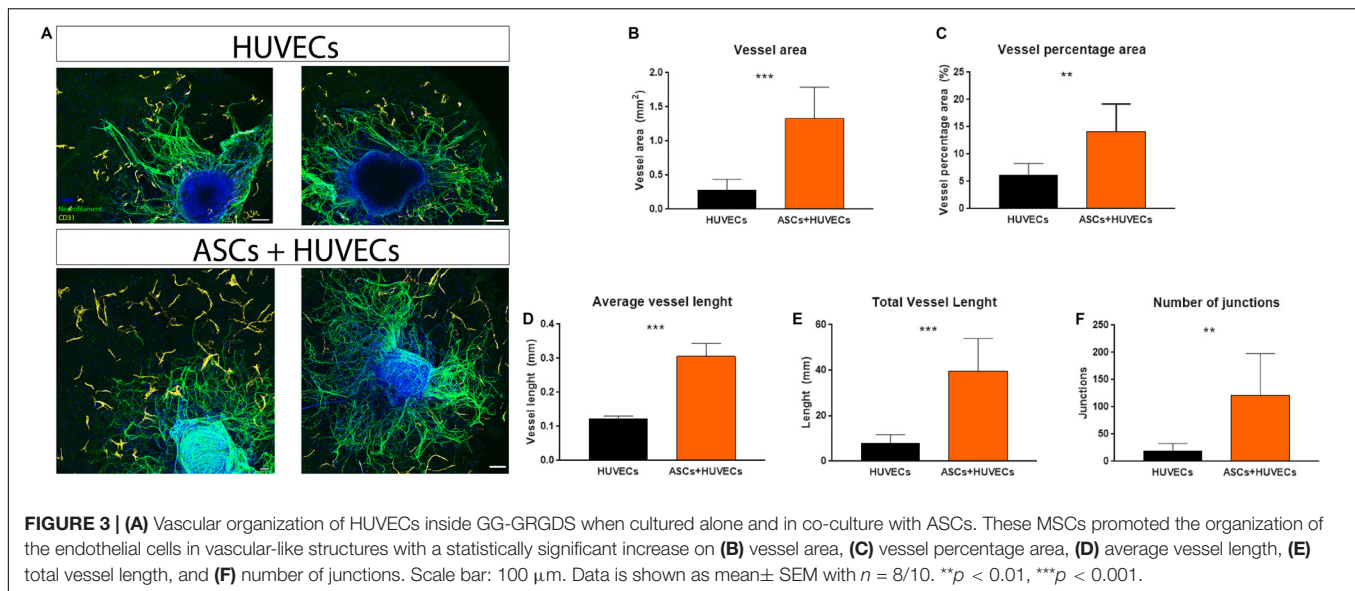 A
HUVECs
DAPI
Neurofilament
CD31
ASCs + HUVECs
B
Vessel area
***
Vessel area (mm²)
2.0
1.5
1.0
0.5
0.0
HUVECs
ASCs+HUVECs
C
Vessel percentage area
**
Vessel percentage area (%)
25
20
15
10
5
0
HUVECs
ASCs+HUVECs
D
Average vessel lenght
***
Vessel lenght (mm)
0.4
0.3
0.2
0.1
0.0
HUVECs
ASCs+HUVECs
E
Total Vessel Lenght
***
Lenght (mm)
60
40
20
0
HUVECs
ASCs+HUVECs
F
Number of junctions
**
Junctions
250
200
150
100
50
0
HUVECs
ASCs+HUVECs
FIGURE 3 | (A) Vascular organization of HUVECs inside GG-GRGDS when cultured alone and in co-culture with ASCs. These MSCs promoted the organization of
the endothelial cells in vascular-like structures with a statistically significant increase on (B) vessel area, (C) vessel percentage area, (D) average vessel length, (E)
total vessel length, and (F) number of junctions. Scale bar: 100 μm. Data is shown as mean± SEM with n = 8/10. **p < 0.01, ***p < 0.001.